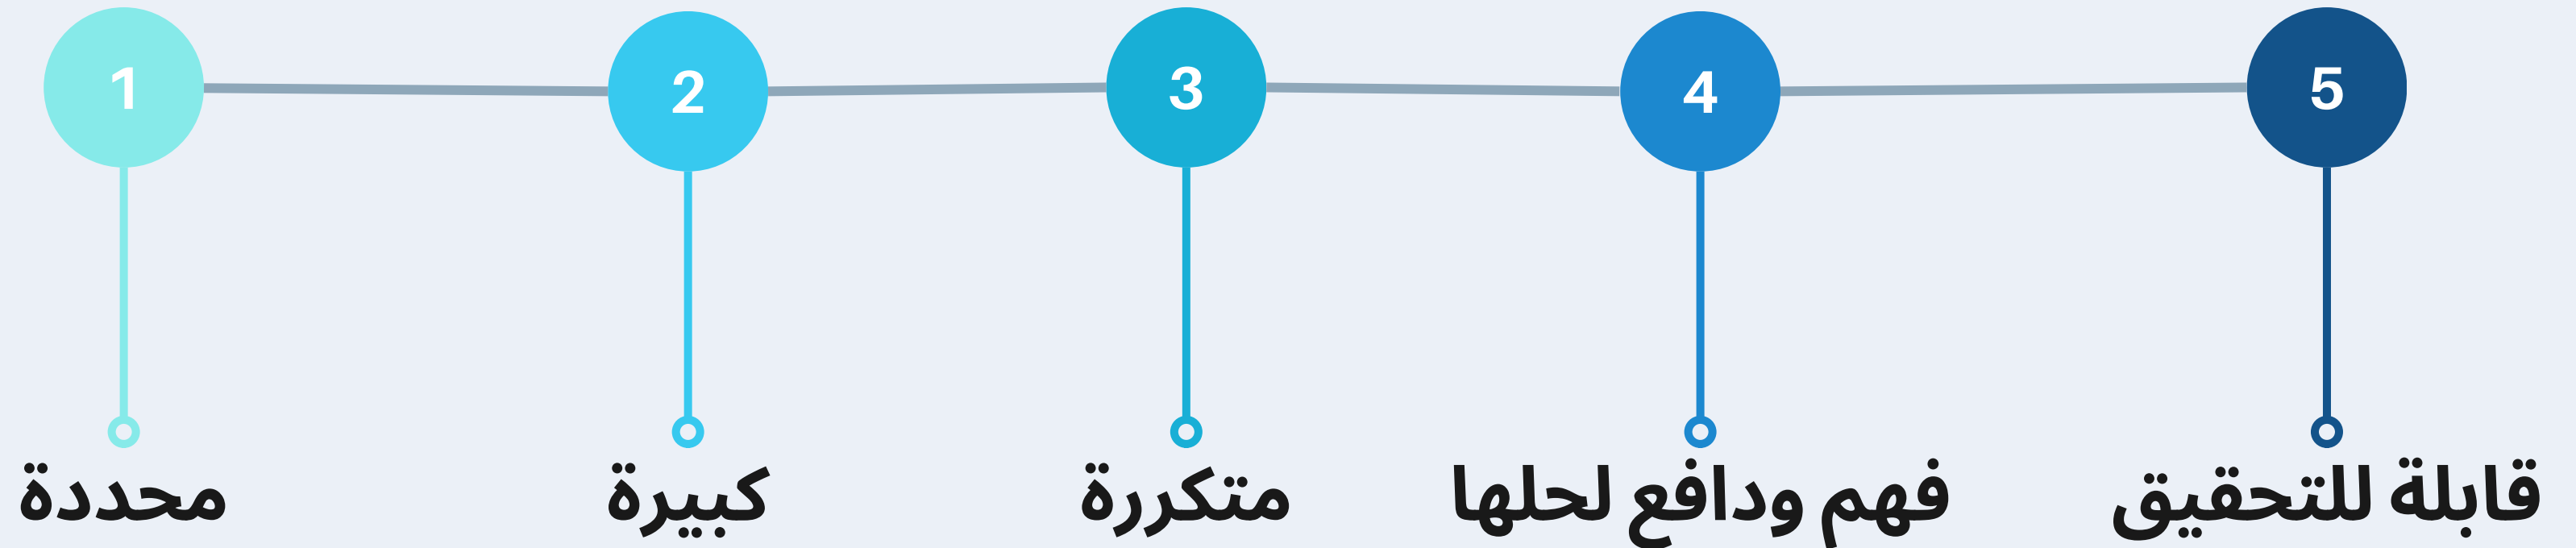 1
2
3
4
5
محددة
كبيرة
متكررة
فهم ودافع لحلها
قابلة للتحقيق